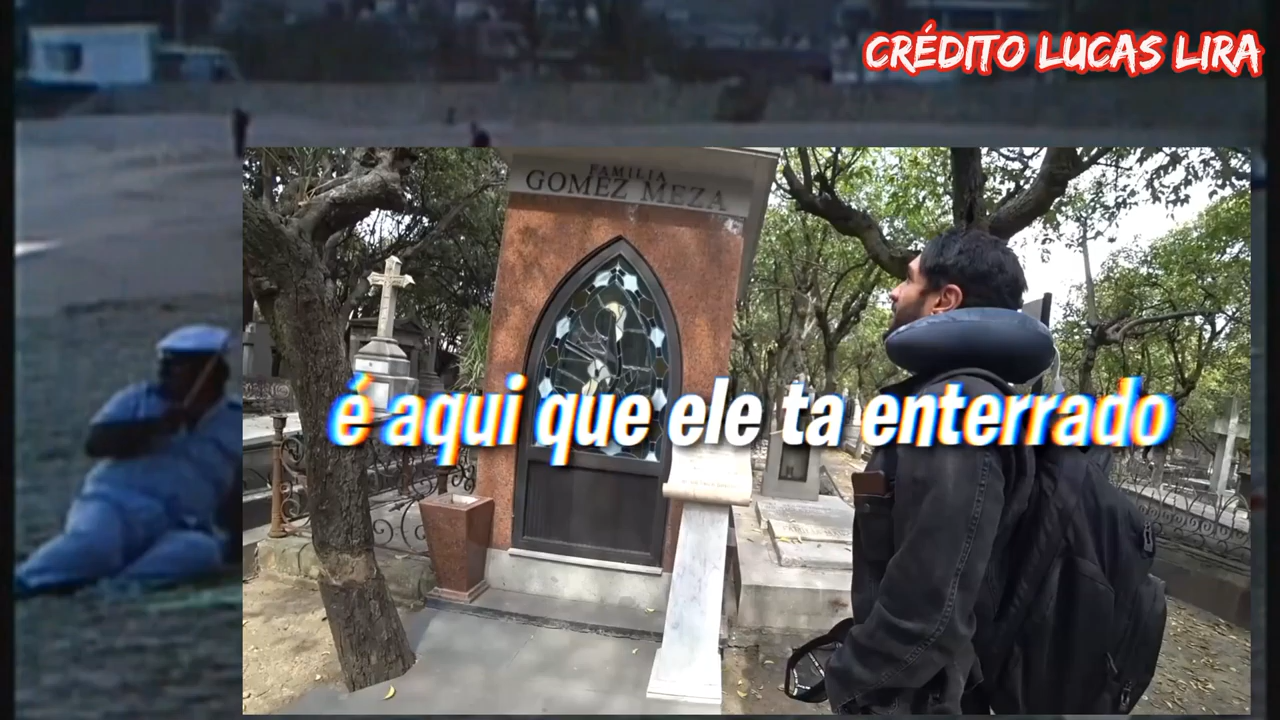 CRÉDITO LUCAS LIRA
FAMILIA
GOMEZ MEZA
é aqui que ele ta enterrado